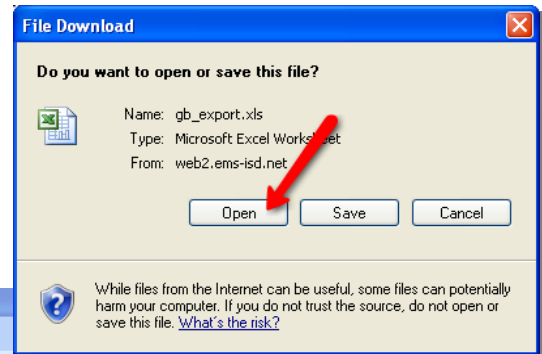 File Download
Do you want to open or save this file?
Name: gb_export.xls
Type: Microsoft Excel Worksheet
From: web2.ems-isd.net
Open Save Cancel
While files from the Internet can be useful, some files can potentially
harm your computer. If you do not trust the source, do not open or
save this file. What's the risk?